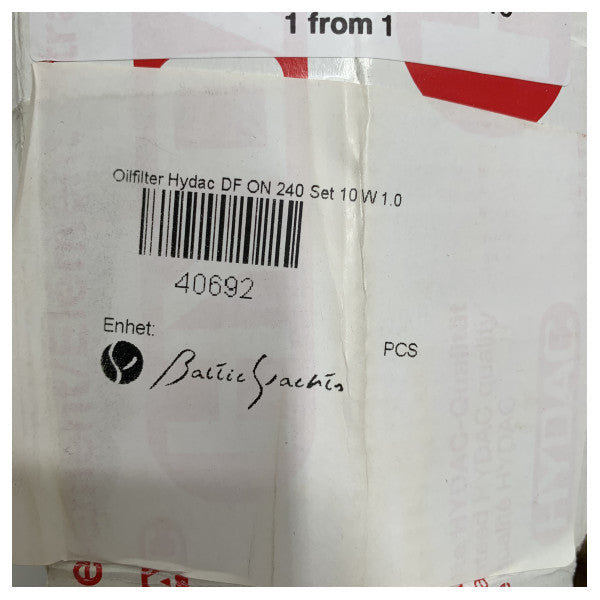 1 from 1
Oilfilter Hydac DF ON 240 Set 10 W 1.0
40692
Enhet:
PCS
Baltic Yachts
HYDAC